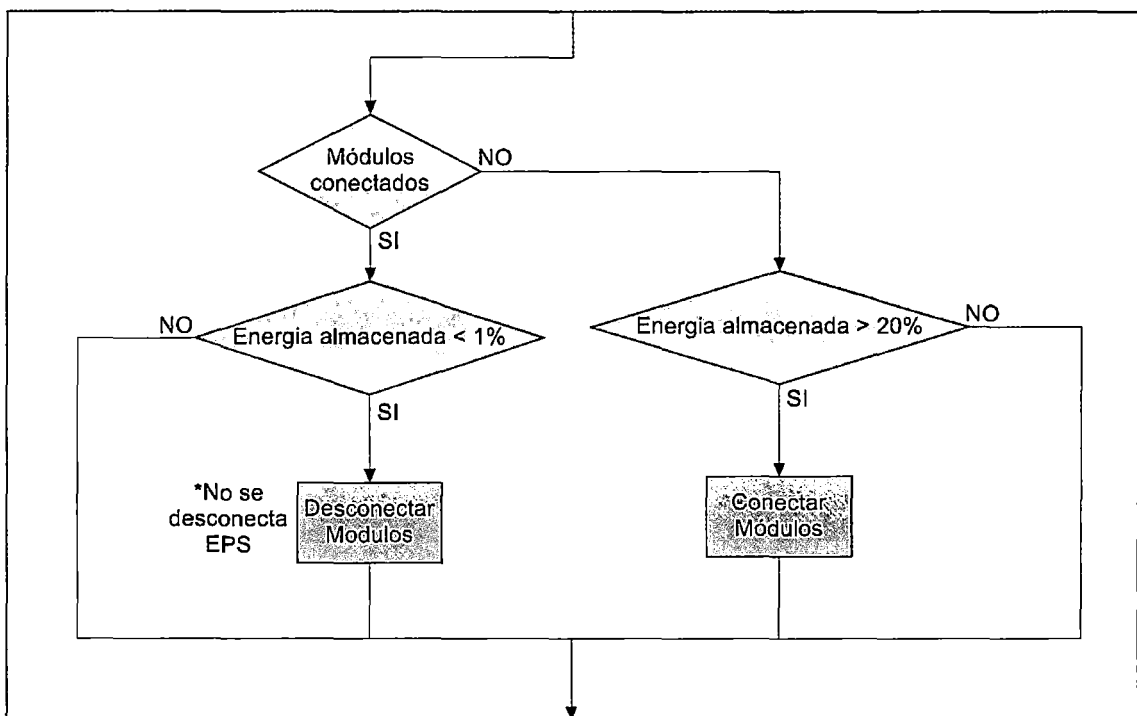 Módulos
conectados
NO
SI
NO
Energia almacenada < 1%
Energia almacenada > 20%
NO
SI
SI
*No se
desconecta
EPS
Desconectar
Modulos
Conectar
Módulos